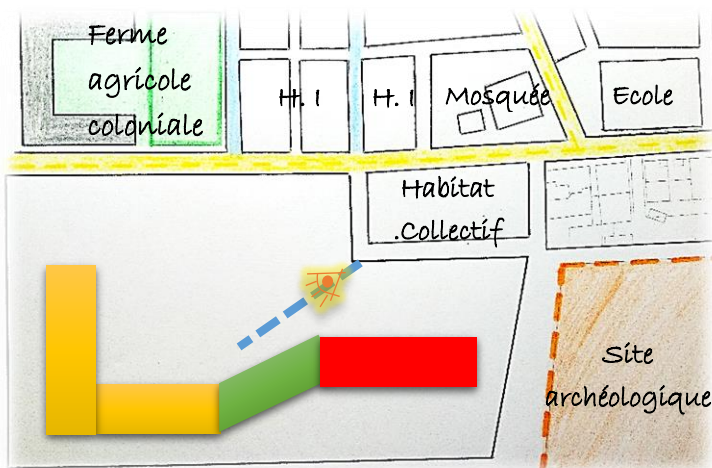 Ferme
agricole
coloniale
H. I
H. I
Mosquée
Ecole
Habitat
.Collectif
Site
archéologique